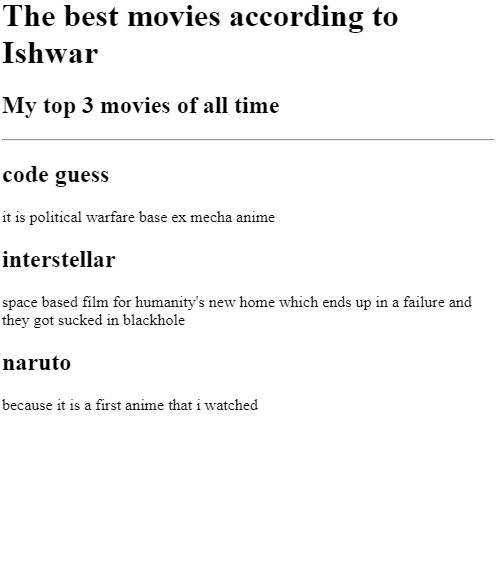 The best movies according to
Ishwar
My top 3 movies of all time
code guess
it is political warfare base ex mecha anime
interstellar
space based film for humanity's new home which ends up in a failure and
they got sucked in blackhole
naruto
because it is a first anime that i watched